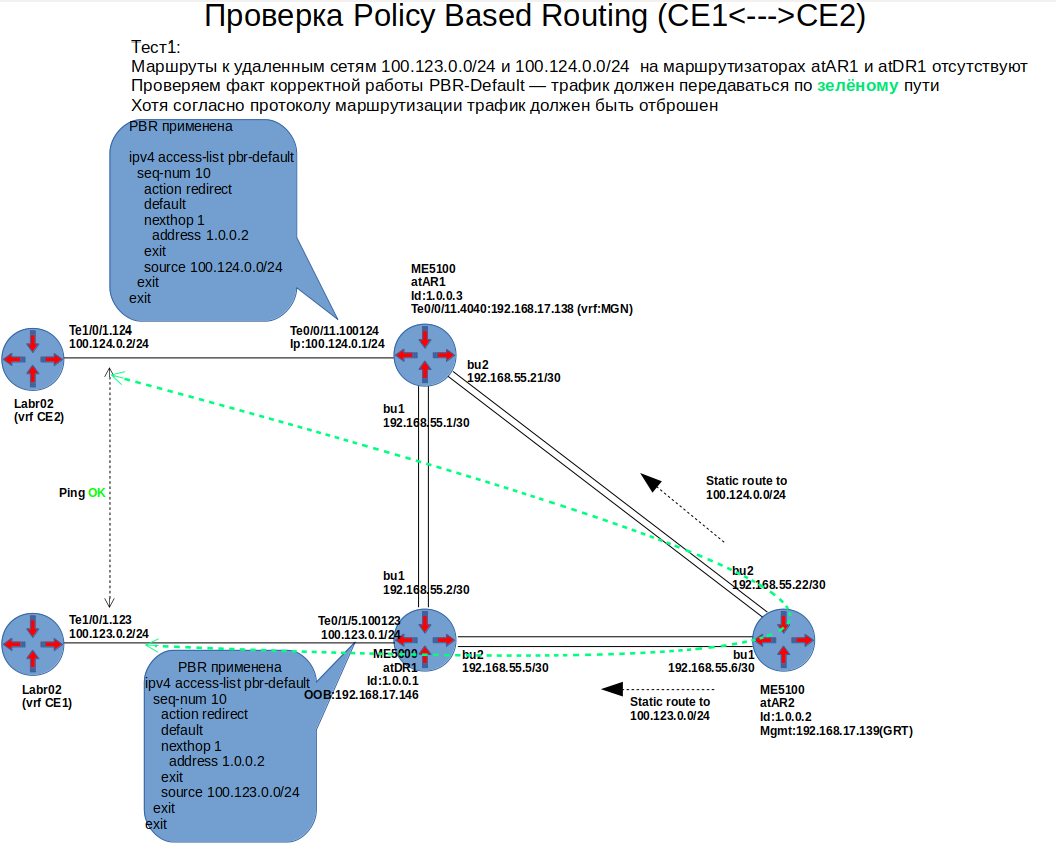 Проверка Policy Based Routing (CE1<--->CE2)
Тест1:
Маршруты к удаленным сетям 100.123.0.0/24 и 100.124.0.0/24 на маршрутизаторах atAR1 и atDR1 отсутствуют
Проверяем факт корректной работы PBR-Default — трафик должен передаваться по зелёному пути
Хотя согласно протоколу маршрутизации трафик должен быть отброшен
PBR применена
ipv4 access-list pbr-default
seq-num 10
action redirect
default
nexthop 1
address 1.0.0.2
exit
source 100.124.0.0/24
exit
exit
ME5100
atAR1
Id:1.0.0.3
Te0/0/11.4040:192.168.17.138 (vrf:MGN)
Te1/0/1.124
100.124.0.2/24
Te0/0/11.100124
Ip:100.124.0.1/24
bu2
192.168.55.21/30
Labr02
(vrf CE2)
bu1
192.168.55.1/30
Ping OK
Static route to
100.124.0.0/24
bu1
192.168.55.2/30
bu2
192.168.55.22/30
Te1/0/1.123
100.123.0.2/24
Te0/1/5.100123
100.123.0.1/24
ME5000
atDR1
Id:1.0.0.1
OOB:192.168.17.146
bu2
192.168.55.5/30
bu1
192.168.55.6/30
Labr02
(vrf CE1)
PBR применена
ipv4 access-list pbr-default
seq-num 10
action redirect
default
nexthop 1
address 1.0.0.2
exit
source 100.123.0.0/24
exit
exit
Static route to
100.123.0.0/24
ME5100
atAR2
Id:1.0.0.2
Mgmt:192.168.17.139(GRT)